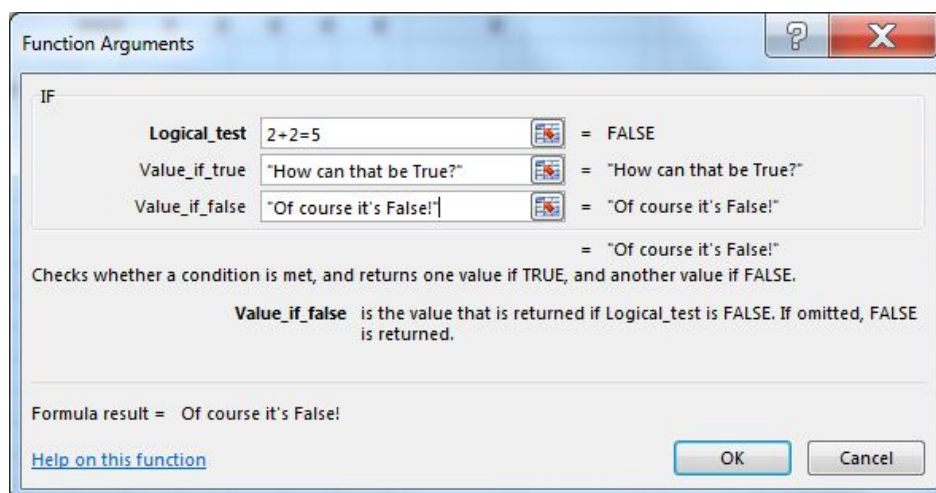 Function Arguments
IF
Logical_test 2+2=5 = FALSE
Value_if_true "How can that be True?" = "How can that be True?"
Value_if_false "Of course it's False!" = "Of course it's False!"
= "Of course it's False!"
Checks whether a condition is met, and returns one value if TRUE, and another value if FALSE.
Value_if_false is the value that is returned if Logical_test is FALSE. If omitted, FALSE
is returned.
Formula result = Of course it's False!
Help on this function OK Cancel